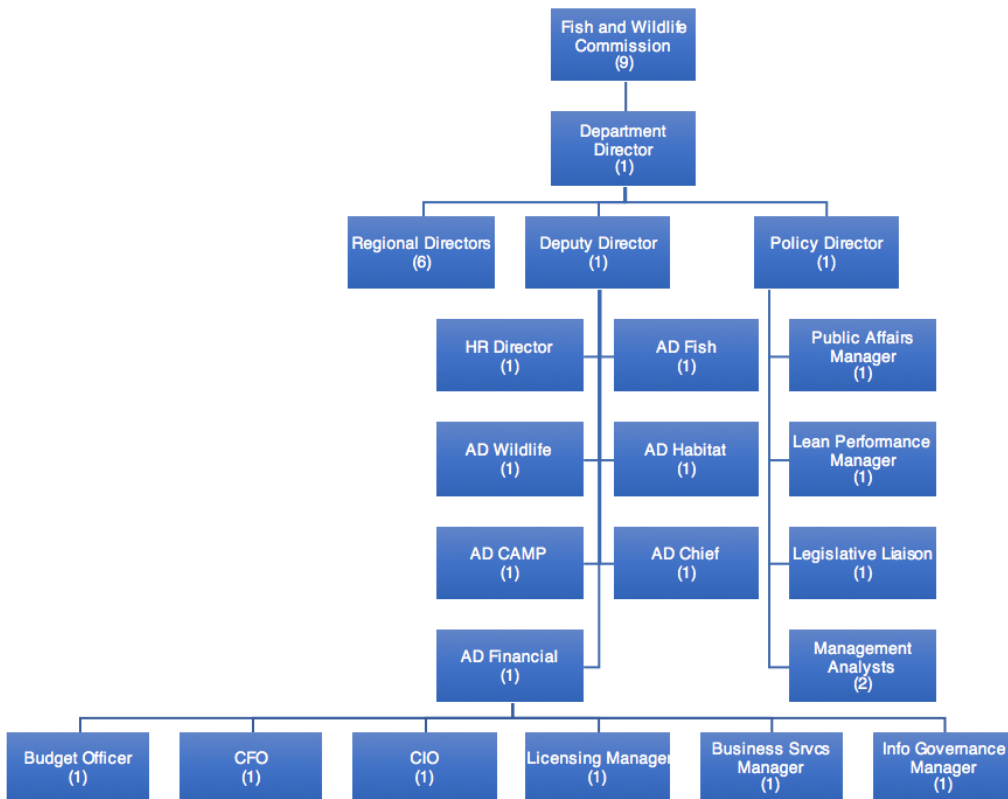 Fish and Wildlife
Commission
(9)
Department
Director
(1)
Regional Directors
(6)
Deputy Director
(1)
Policy Director
(1)
HR Director
(1)
AD Fish
(1)
Public Affairs
Manager
(1)
AD Wildlife
(1)
AD Habitat
(1)
Lean Performance
Manager
(1)
AD CAMP
(1)
AD Chief
(1)
Legislative Liaison
(1)
AD Financial
(1)
Management
Analysts
(2)
Budget Officer
(1)
CFO
(1)
CIO
(1)
Licensing Manager
(1)
Business Srvcs
Manager
(1)
Info Governance
Manager
(1)